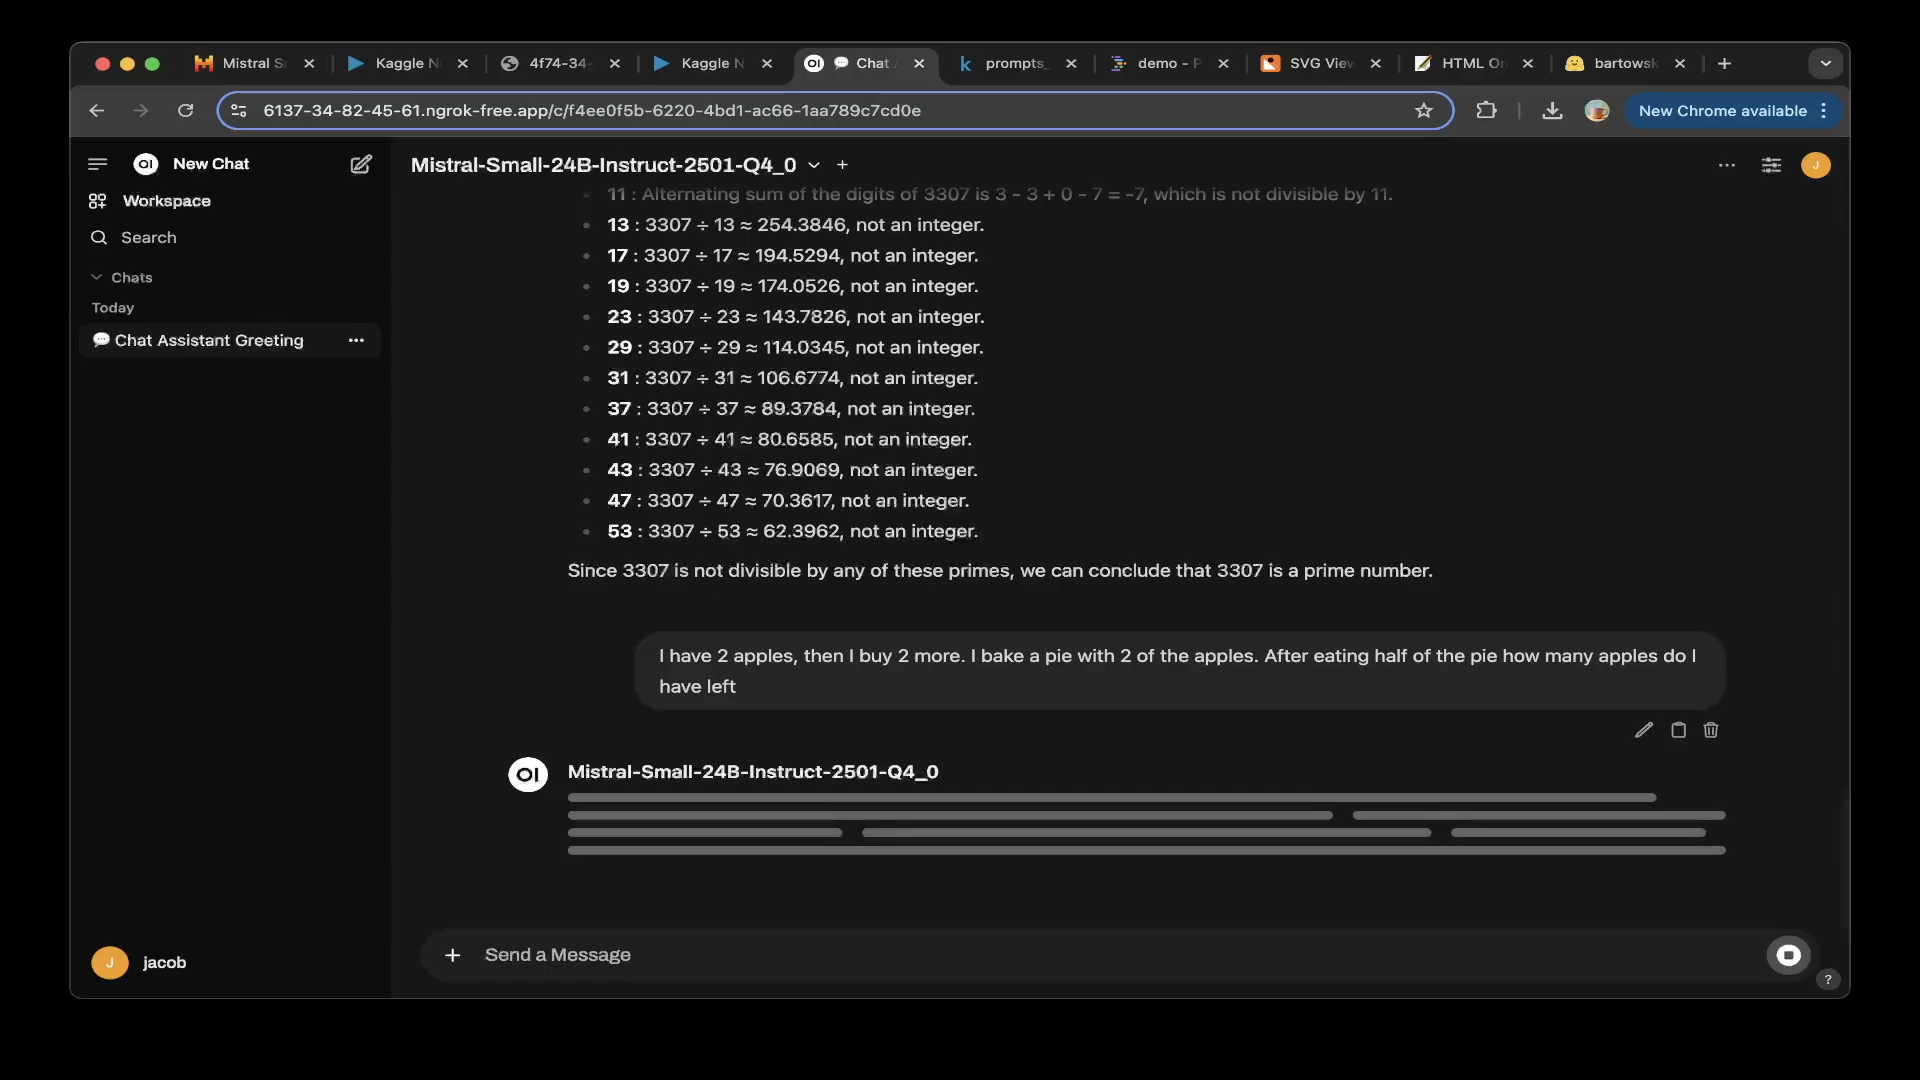 Mistral S
Kaggle N
4f74-34-
Kaggle N
Chat
prompts_
demo - P
SVG View
HTML On
bartowsk
6137-34-82-45-61.ngrok-free.app/c/f4ee0f5b-6220-4bd1-ac66-1aa789c7cd0e
New Chrome available
OI New Chat
Workspace
Search
Chats
Today
Chat Assistant Greeting
J jacob
Mistral-Small-24B-Instruct-2501-Q4_0
J
11 : Alternating sum of the digits of 3307 is 3 - 3 + 0 - 7 = -7, which is not divisible by 11.
13 : 3307 ÷ 13 ≈ 254.3846, not an integer.
17 : 3307 ÷ 17 ≈ 194.5294, not an integer.
19 : 3307 ÷ 19 ≈ 174.0526, not an integer.
23 : 3307 ÷ 23 ≈ 143.7826, not an integer.
29 : 3307 ÷ 29 ≈ 114.0345, not an integer.
31 : 3307 ÷ 31 ≈ 106.6774, not an integer.
37 : 3307 ÷ 37 ≈ 89.3784, not an integer.
41 : 3307 ÷ 41 ≈ 80.6585, not an integer.
43 : 3307 ÷ 43 ≈ 76.9069, not an integer.
47 : 3307 ÷ 47 ≈ 70.3617, not an integer.
53 : 3307 ÷ 53 ≈ 62.3962, not an integer.
Since 3307 is not divisible by any of these primes, we can conclude that 3307 is a prime number.
I have 2 apples, then I buy 2 more. I bake a pie with 2 of the apples. After eating half of the pie how many apples do I
have left
OI Mistral-Small-24B-Instruct-2501-Q4_0
Send a Message
?